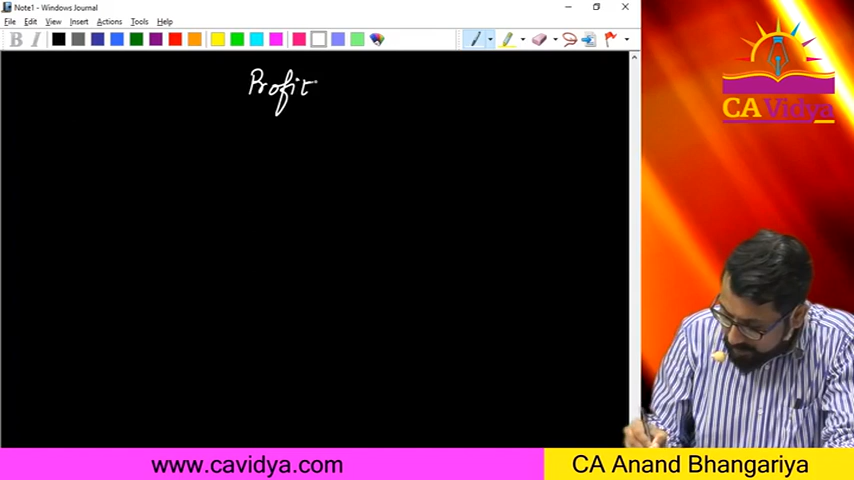 Note1 - Windows Journal
File Edit View Insert Actions Tools Help
B I
Profit
CA Vidya
www.cavidya.com
CA Anand Bhangariya